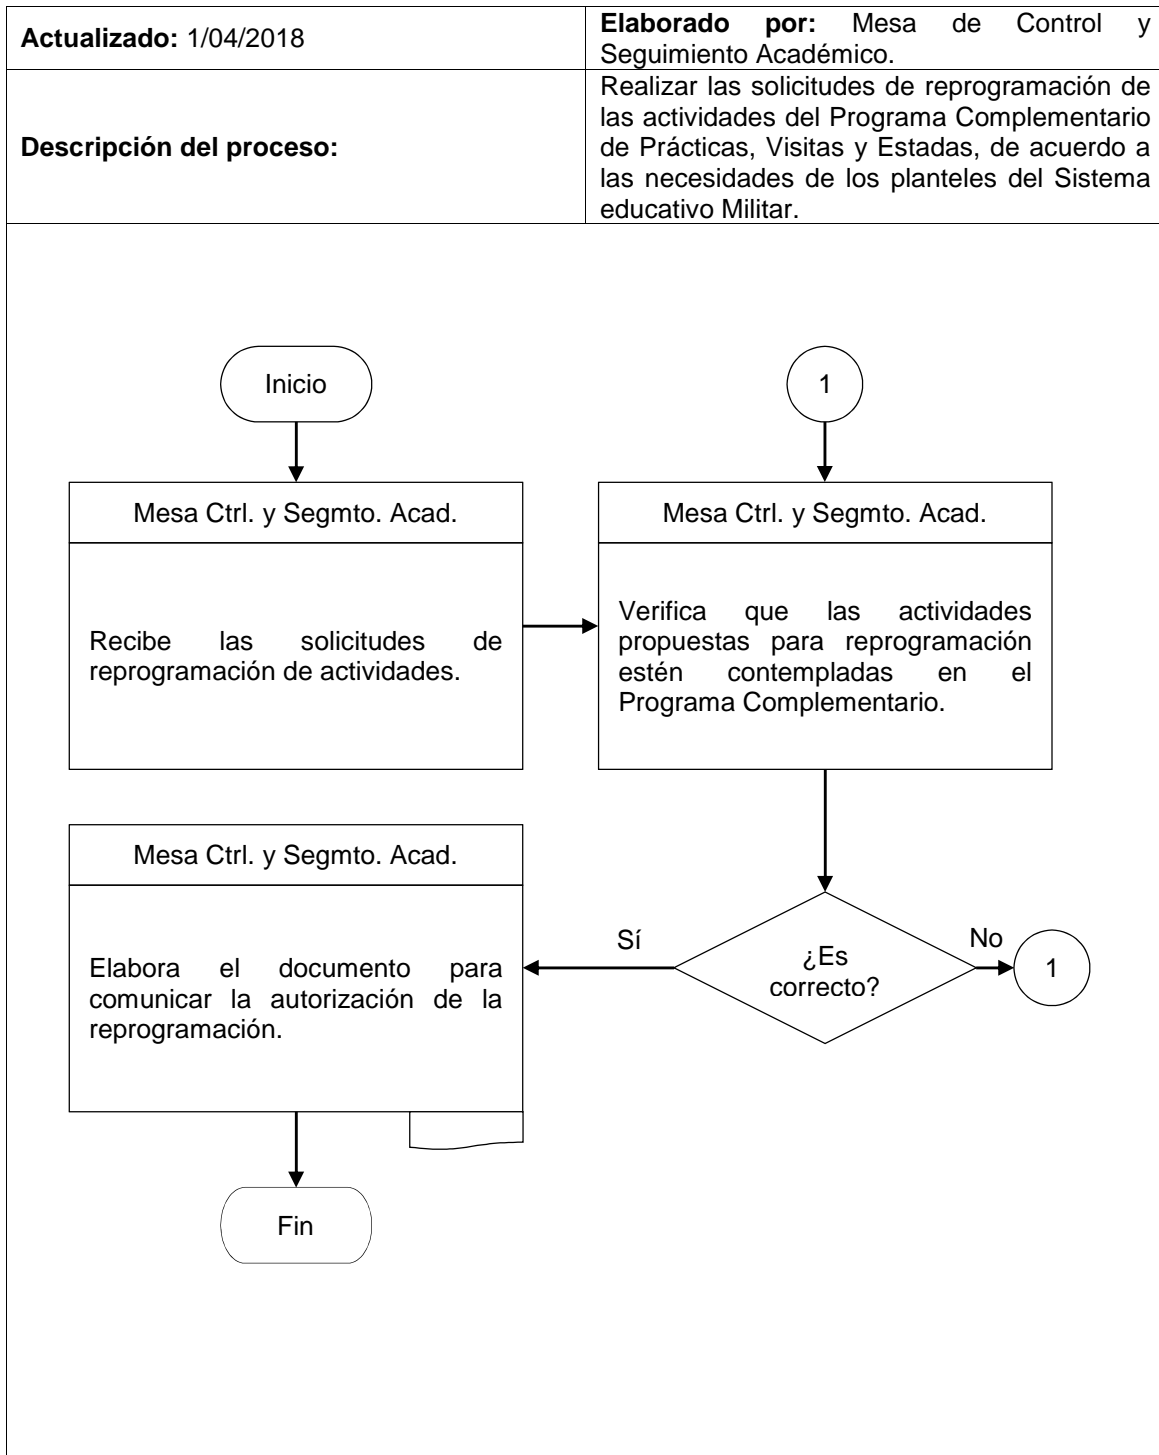 Actualizado: 1/04/2018
Elaborado por: Mesa de Control y
Seguimiento Académico.
Descripción del proceso:
Realizar las solicitudes de reprogramación de
las actividades del Programa Complementario
de Prácticas, Visitas y Estadas, de acuerdo a
las necesidades de los planteles del Sistema
educativo Militar.
Inicio
1
Mesa Ctrl. y Segmto. Acad.
Recibe las solicitudes de
reprogramación de actividades.
Mesa Ctrl. y Segmto. Acad.
Verifica que las actividades
propuestas para reprogramación
estén contempladas en el
Programa Complementario.
Mesa Ctrl. y Segmto. Acad.
Elabora el documento para
comunicar la autorización de la
reprogramación.
Sí
¿Es
correcto?
No
1
Fin